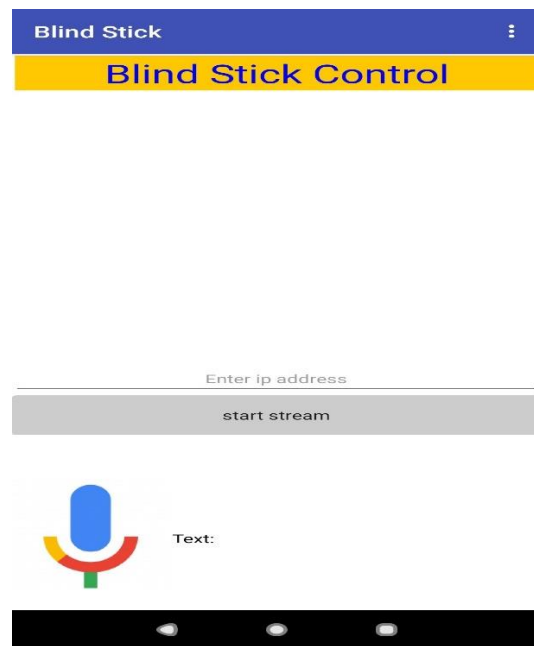 Blind Stick
Blind Stick Control
Enter ip address
start stream
Text: